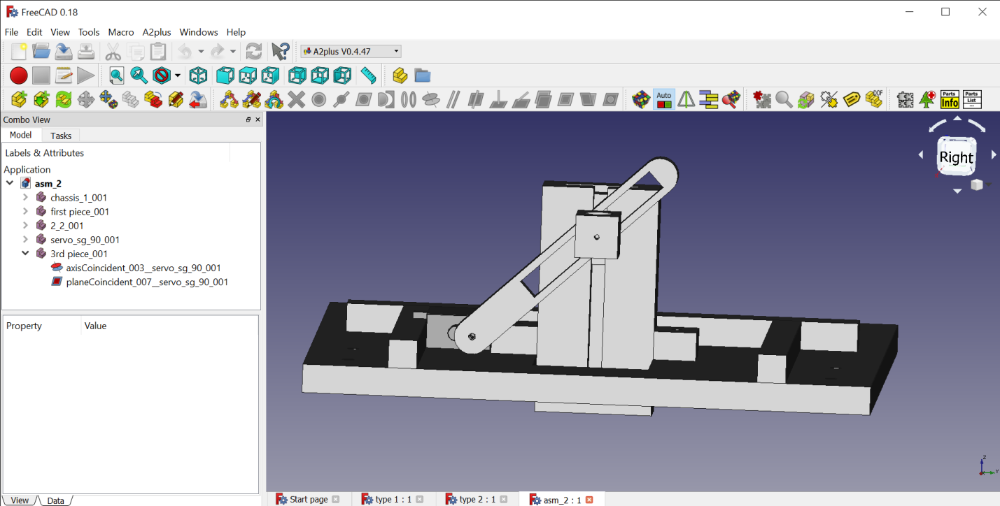 FreeCAD 0.18
File Edit View Tools Macro A2plus Windows Help
A2plus V0.4.47
Auto
DOF
Parts Info
Parts List
Combo View
Model Tasks
Labels & Attributes
Application
asm_2
chassis_1_001
first piece_001
2_2_001
servo_sg_90_001
3rd piece_001
axisCoincident_003__servo_sg_90_001
planeCoincident_007__servo_sg_90_001
Property Value
Right
Z
Y
View Data
Start page type 1 : 1 type 2 : 1 asm_2 : 1